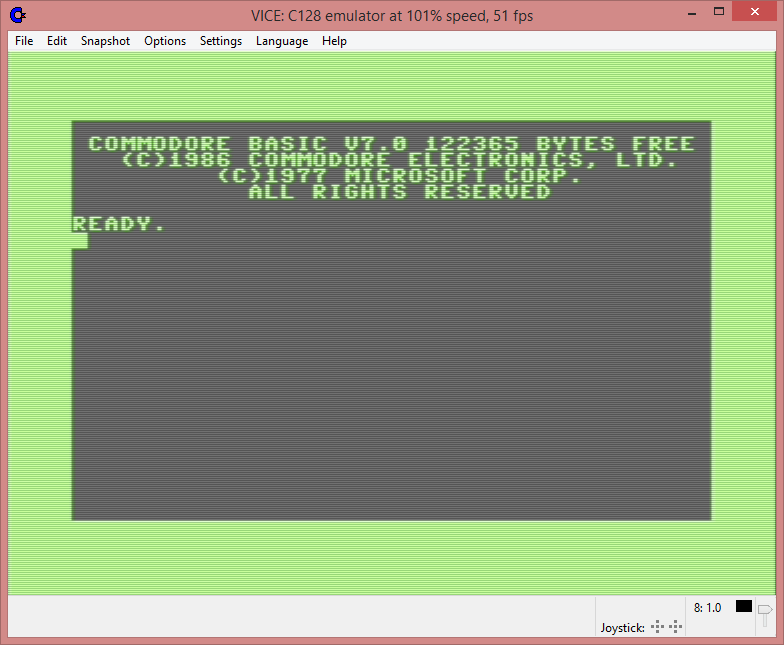 VICE: C128 emulator at 101% speed, 51 fps
File Edit Snapshot Options Settings Language Help
COMMODORE BASIC V7.0 122365 BYTES FREE
(C)1986 COMMODORE ELECTRONICS, LTD.
(C)1977 MICROSOFT CORP.
ALL RIGHTS RESERVED
READY.
8: 1.0
Joystick: